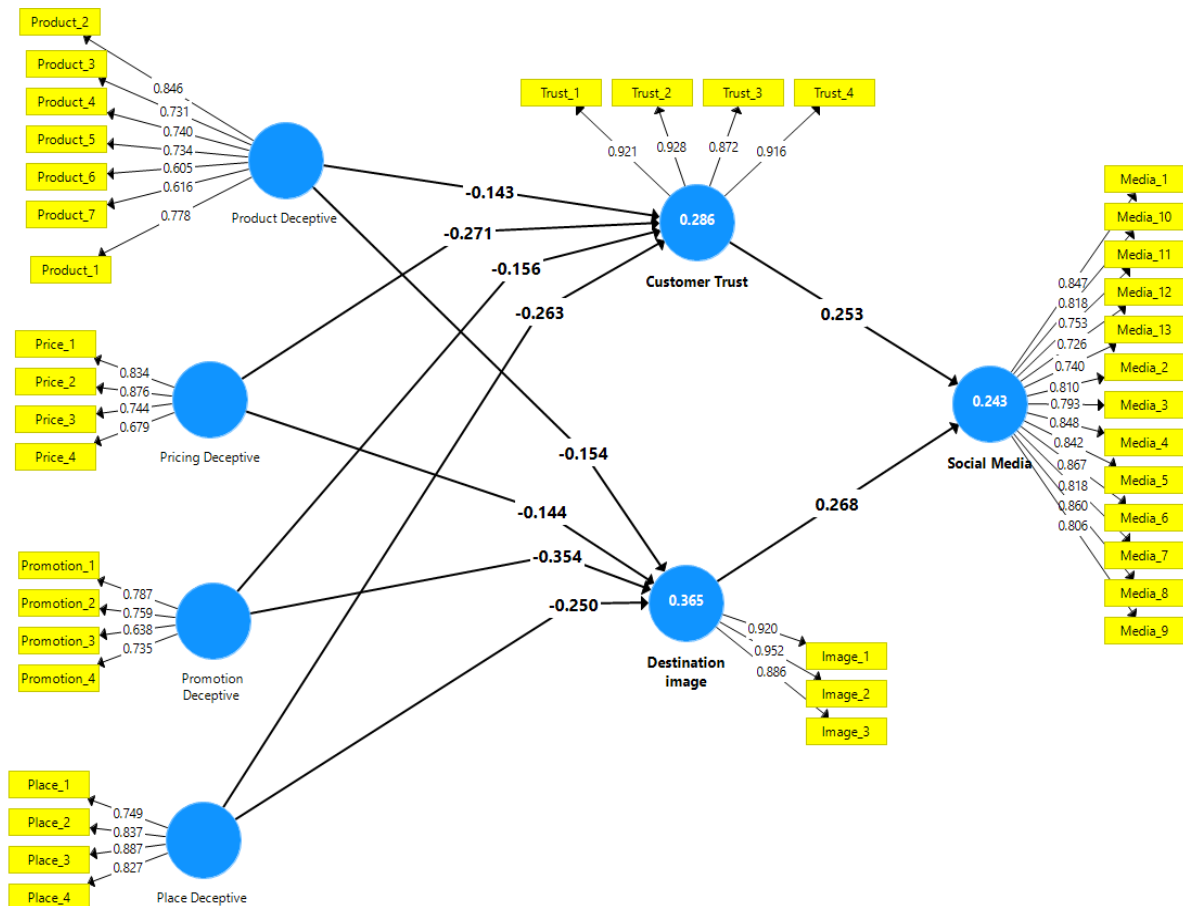 Product_2
Product_3
Product_4
Product_5
Product_6
Product_7
Product_1
0.846
0.731
0.740
0.734
0.605
0.616
0.778
Product Deceptive
Price_1
Price_2
Price_3
Price_4
0.834
0.876
0.744
0.679
Pricing Deceptive
Promotion_1
Promotion_2
Promotion_3
Promotion_4
0.787
0.759
0.638
0.735
Promotion
Deceptive
Place_1
Place_2
Place_3
Place_4
0.749
0.837
0.887
0.827
Place Deceptive
-0.143
-0.271
-0.156
-0.263
-0.154
-0.144
-0.354
-0.250
Trust_1
Trust_2
Trust_3
Trust_4
0.921
0.928
0.872
0.916
0.286
Customer Trust
0.365
Destination
image
0.920
0.952
0.886
Image_1
Image_2
Image_3
0.253
0.268
0.243
Social Media
0.847
0.818
0.753
0.726
0.740
0.810
0.793
0.848
0.842
0.867
0.818
0.860
0.806
Media_1
Media_10
Media_11
Media_12
Media_13
Media_2
Media_3
Media_4
Media_5
Media_6
Media_7
Media_8
Media_9